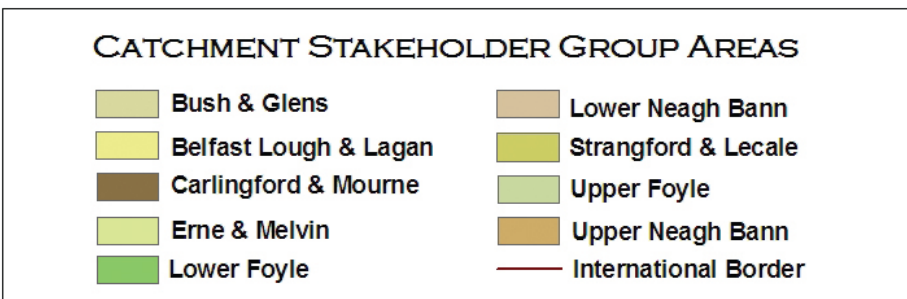 CATCHMENT STAKEHOLDER GROUP AREAS
Bush & Glens
Belfast Lough & Lagan
Carlingford & Mourne
Erne & Melvin
Lower Foyle
Lower Neagh Bann
Strangford & Lecale
Upper Foyle
Upper Neagh Bann
International Border